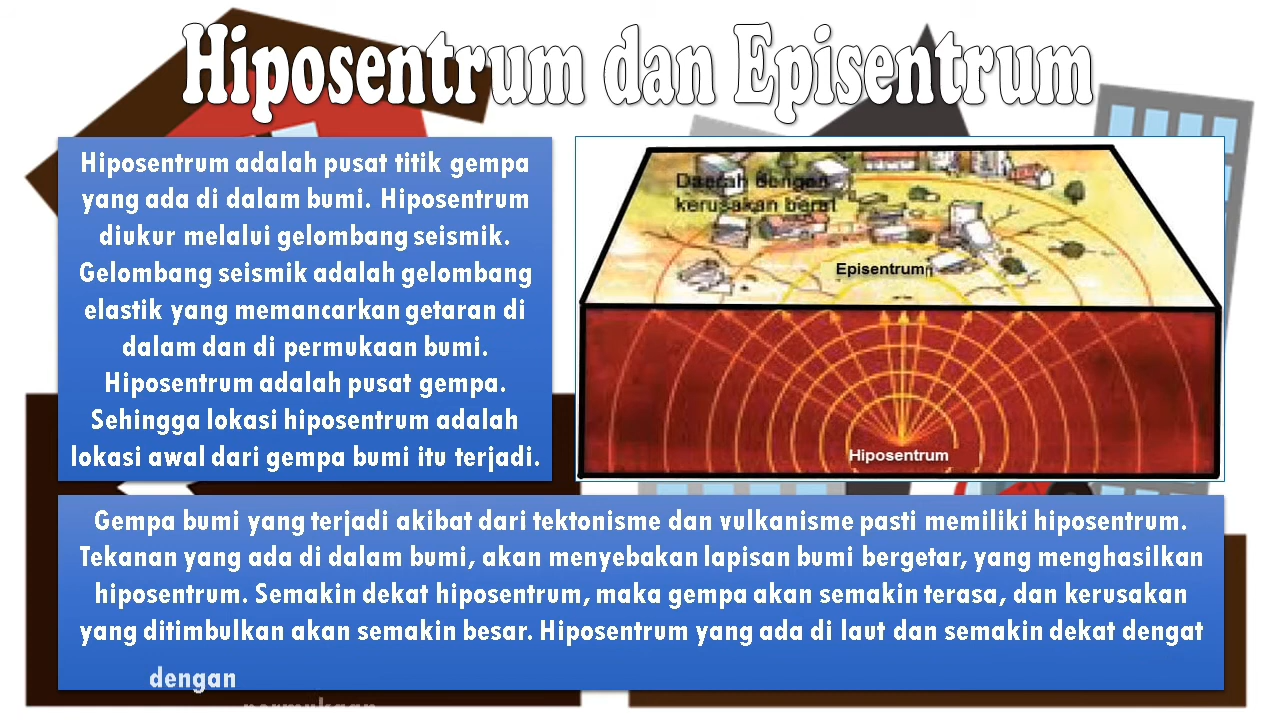 Hiposentrum dan Episentrum
Hiposentrum adalah pusat titik gempa
yang ada di dalam bumi. Hiposentrum
diukur melalui gelombang seismik.
Gelombang seismik adalah gelombang
elastik yang memancarkan getaran di
dalam dan di permukaan bumi.
Hiposentrum adalah pusat gempa.
Sehingga lokasi hiposentrum adalah
lokasi awal dari gempa bumi itu terjadi.
Daerah dengan
kerusakan berat
Episentrum
Hiposentrum
Gempa bumi yang terjadi akibat dari tektonisme dan vulkanisme pasti memiliki hiposentrum.
Tekanan yang ada di dalam bumi, akan menyebakan lapisan bumi bergetar, yang menghasilkan
hiposentrum. Semakin dekat hiposentrum, maka gempa akan semakin terasa, dan kerusakan
yang ditimbulkan akan semakin besar. Hiposentrum yang ada di laut dan semakin dekat dengat
dengan
permukaan